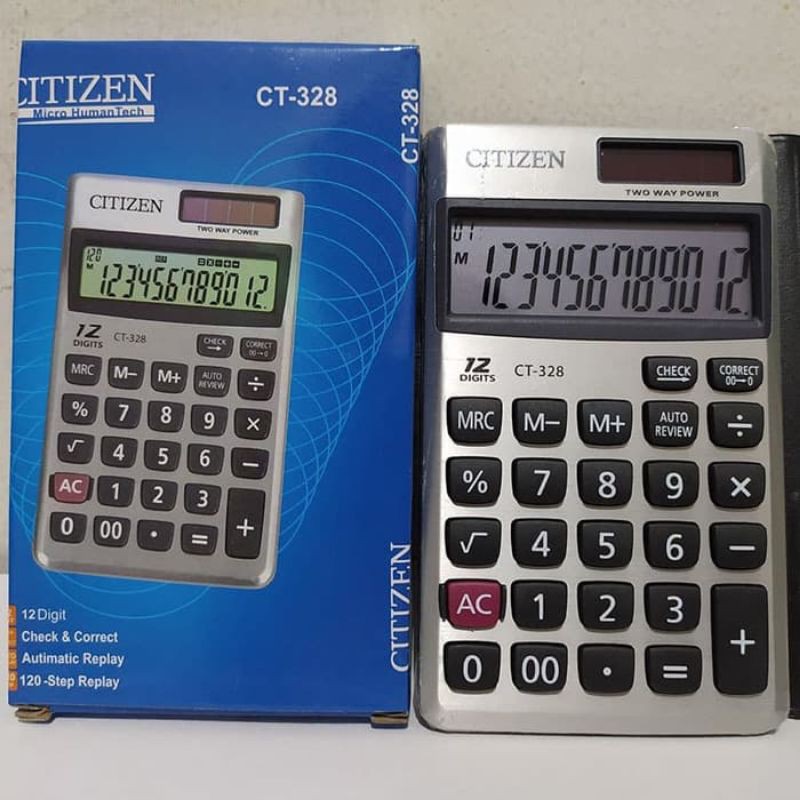 CITIZEN
Micro HumanTech
CT-328
CT-328
CITIZEN
TWO WAY POWER
120
M
123456789012.
12
DIGITS
CT-328
CHECK
CORRECT
00→0
MRC M– M+ AUTO REVIEW ÷
% 7 8 9 ×
√ 4 5 6 –
AC 1 2 3
0 00 . = +
12Digit
Check & Correct
Autimatic Replay
120-Step Replay
CITIZEN
CITIZEN
TWO WAY POWER
01
M
123456789012.
12
DIGITS
CT-328
CHECK
CORRECT
00→0
MRC M– M+ AUTO REVIEW ÷
% 7 8 9 ×
√ 4 5 6 –
AC 1 2 3
0 00 . = +